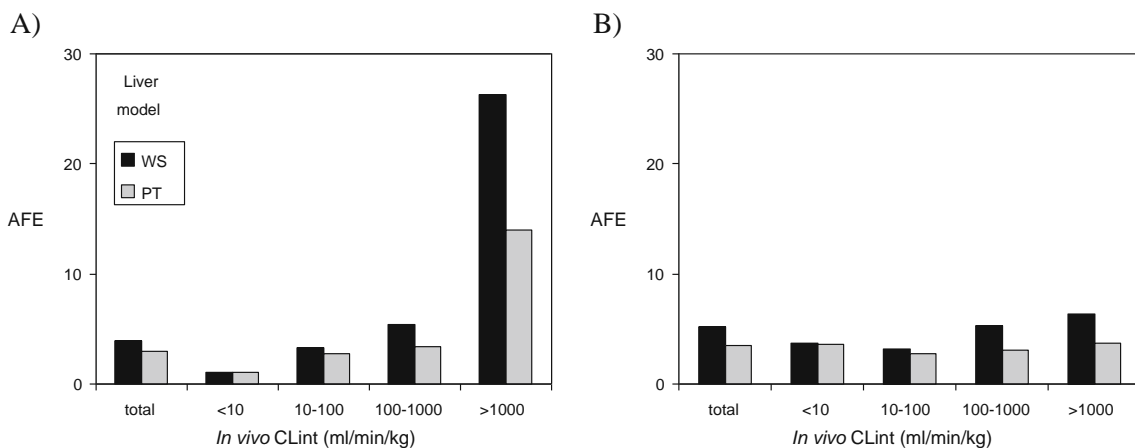 A)
30
20
10
0
AFE
Liver
model
WS
PT
total <10 10-100 100-1000 >1000
In vivo CLint (ml/min/kg)
B)
30
20
10
0
AFE
total <10 10-100 100-1000 >1000
In vivo CLint (ml/min/kg)